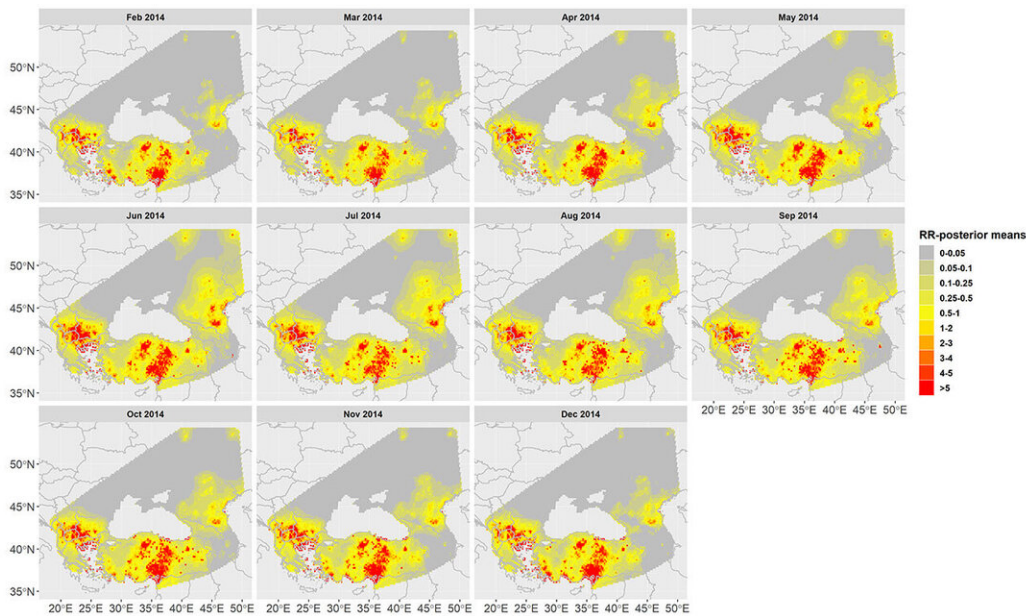 Feb 2014 Mar 2014 Apr 2014 May 2014
50°N
45°N
40°N
35°N
Jun 2014 Jul 2014 Aug 2014 Sep 2014
50°N
45°N
40°N
35°N
RR-posterior means
0-0.05
0.05-0.1
0.1-0.25
0.25-0.5
0.5-1
1-2
2-3
3-4
4-5
>5
20°E 25°E 30°E 35°E 40°E 45°E 50°E
Oct 2014 Nov 2014 Dec 2014
50°N
45°N
40°N
35°N
20°E 25°E 30°E 35°E 40°E 45°E 50°E 20°E 25°E 30°E 35°E 40°E 45°E 50°E 20°E 25°E 30°E 35°E 40°E 45°E 50°E